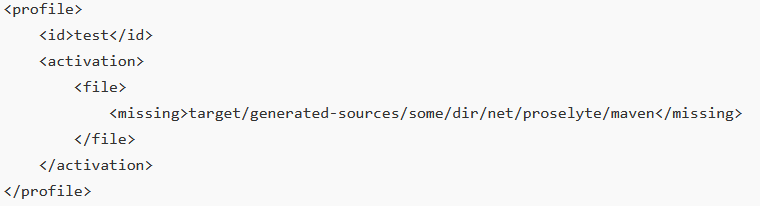 <profile>
    <id>test</id>
    <activation>
        <file>
            <missing>target/generated-sources/some/dir/net/proselyte/maven</missing>
        </file>
    </activation>
</profile>